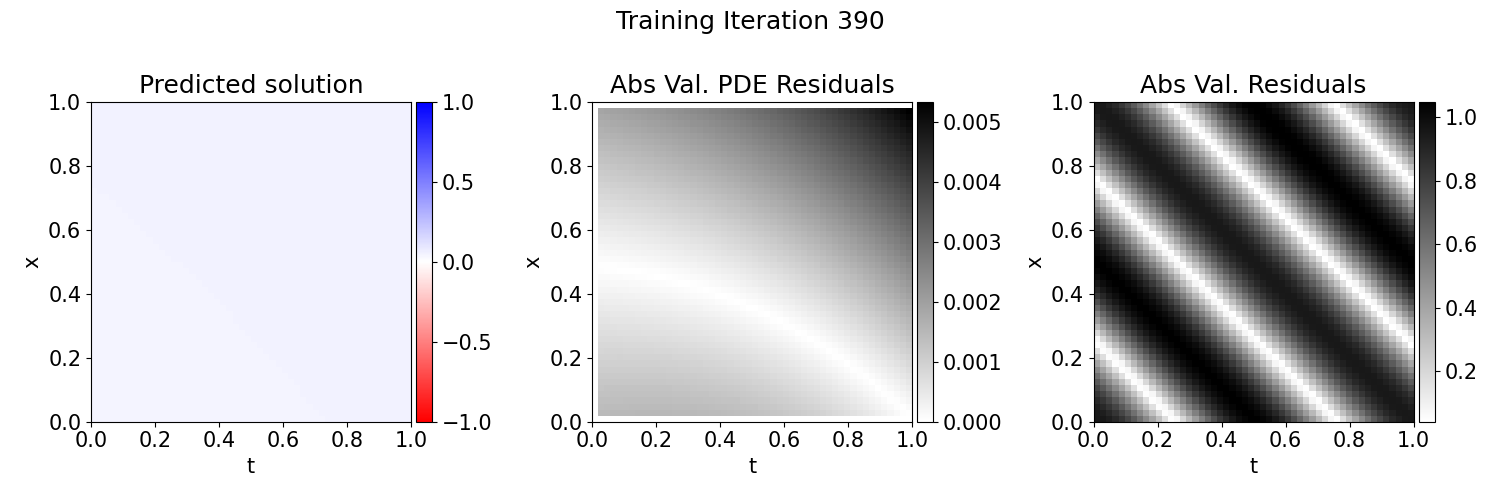 Training Iteration 390
Predicted solution
Abs Val. PDE Residuals
Abs Val. Residuals
1.0
0.8
0.6
0.4
0.2
0.0
x
0.0 0.2 0.4 0.6 0.8 1.0
t
1.0
0.5
0.0
−0.5
−1.0
1.0
0.8
0.6
0.4
0.2
0.0
x
0.0 0.2 0.4 0.6 0.8 1.0
t
0.005
0.004
0.003
0.002
0.001
0.000
1.0
0.8
0.6
0.4
0.2
0.0
x
0.0 0.2 0.4 0.6 0.8 1.0
t
1.0
0.8
0.6
0.4
0.2